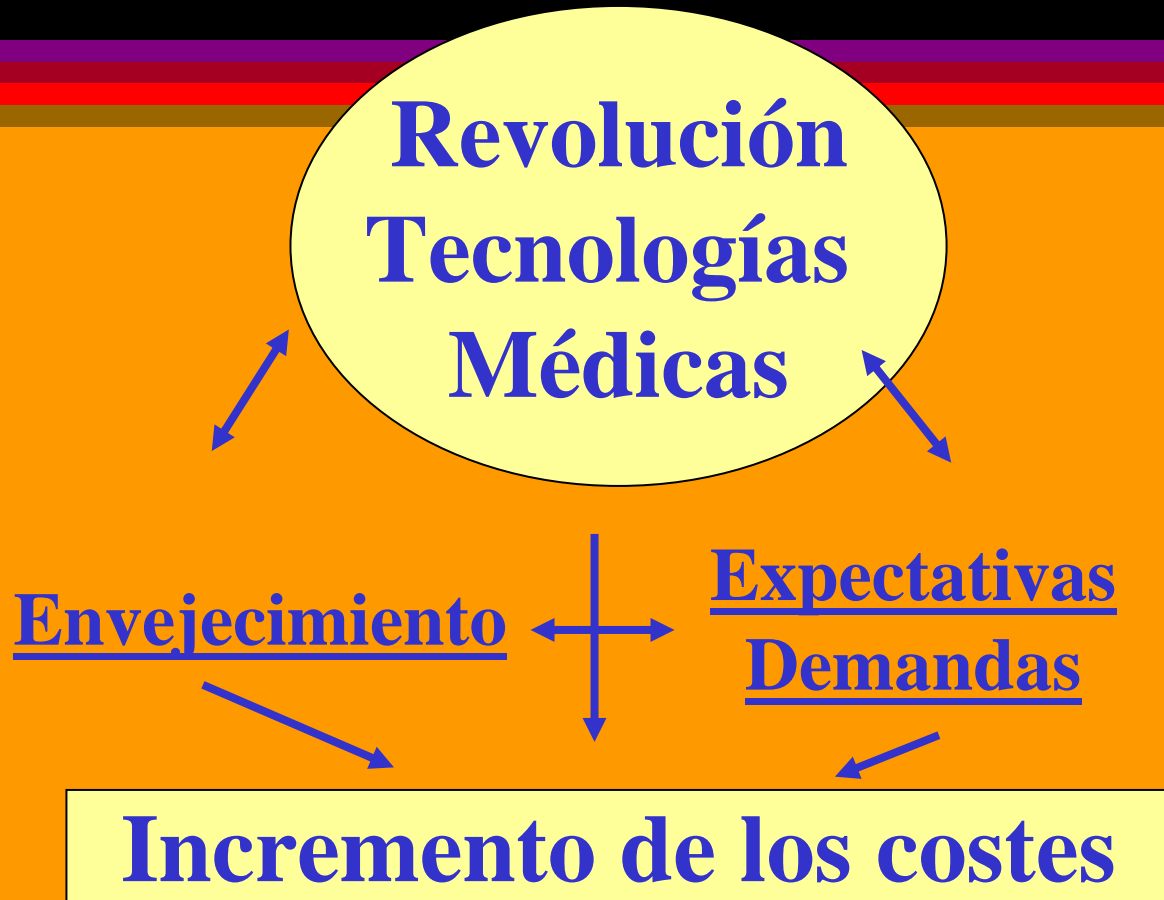 Revolución
Tecnologías
Médicas
Envejecimiento
Expectativas
Demandas
Incremento de los costes